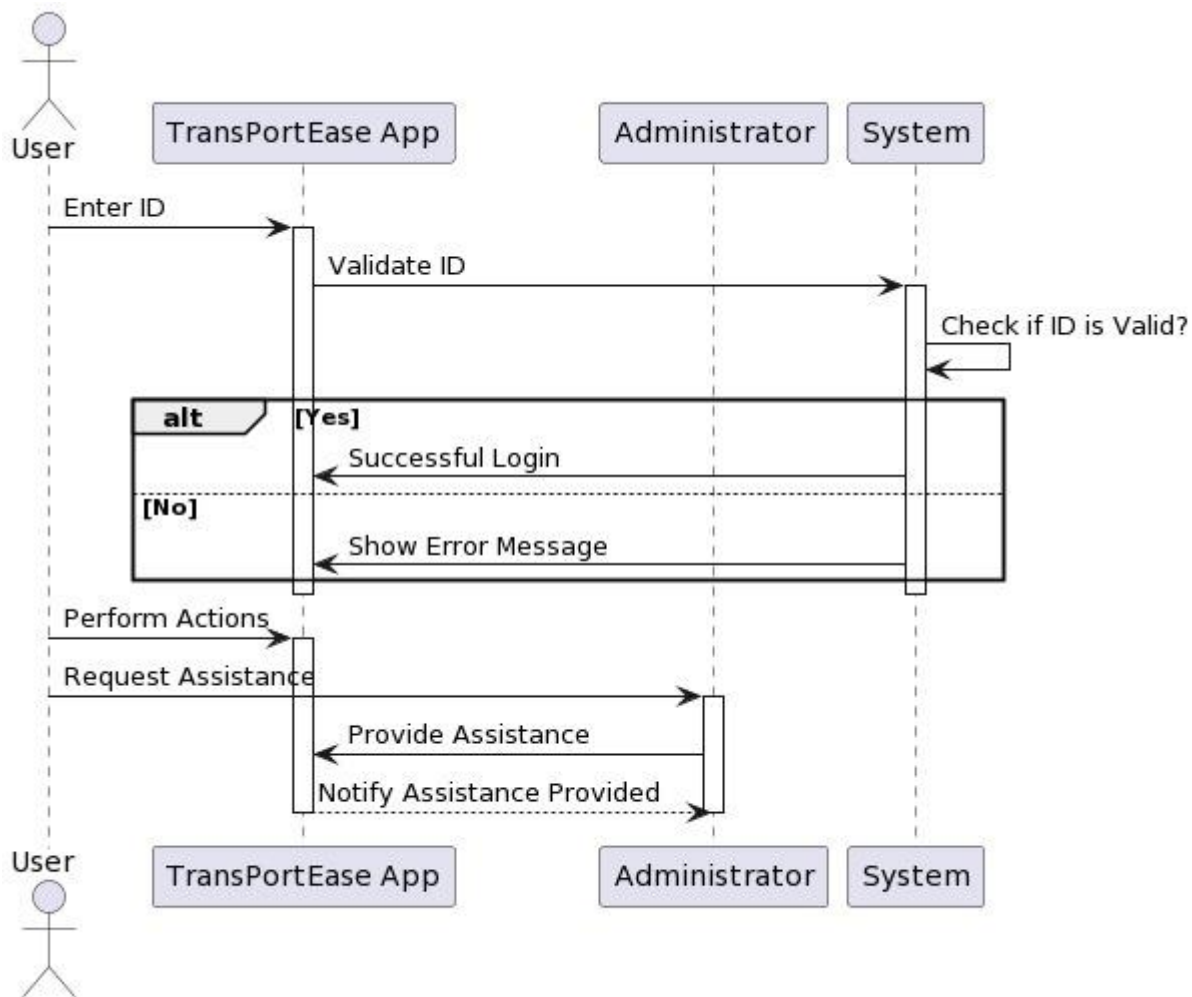 User
TransPortEase App
Administrator
System
Enter ID
Validate ID
Check if ID is Valid?
alt
[Yes]
Successful Login
[No]
Show Error Message
Perform Actions
Request Assistance
Provide Assistance
Notify Assistance Provided
User
TransPortEase App
Administrator
System